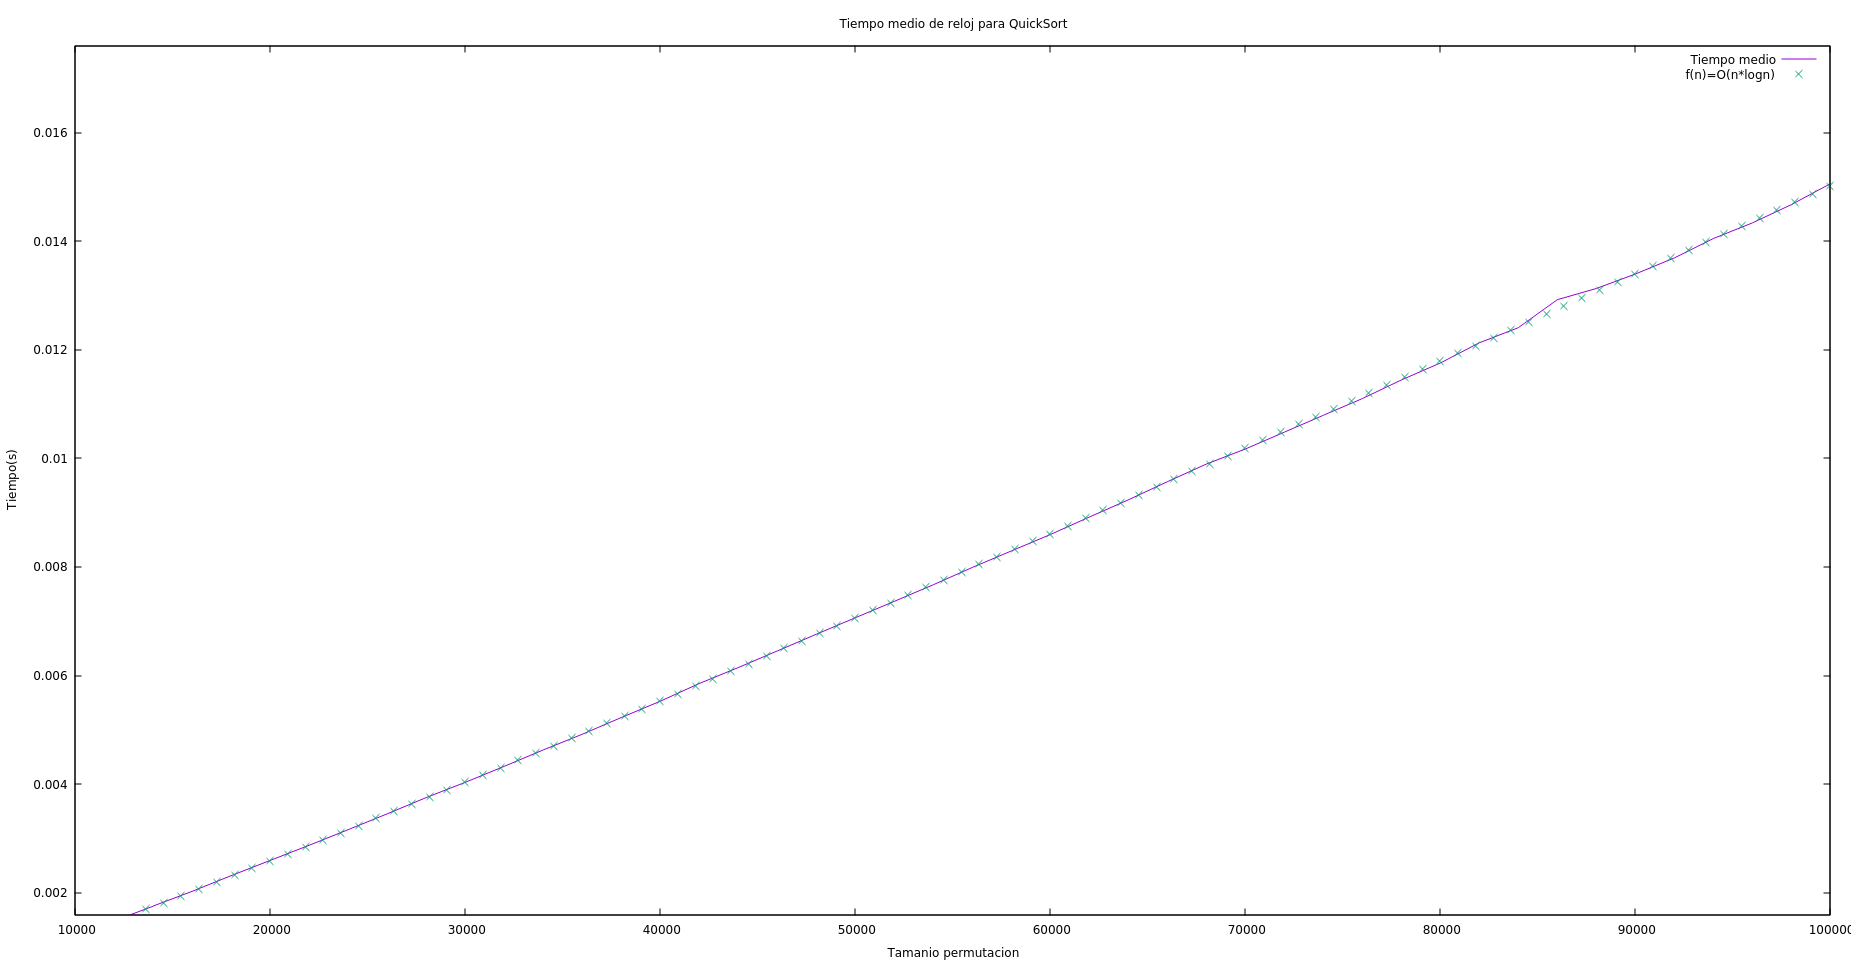 Tiempo medio de reloj para QuickSort
Tiempo medio
f(n)=O(n*logn)
0.016
0.014
0.012
0.01
0.008
0.006
0.004
0.002
Tiempo(s)
10000 20000 30000 40000 50000 60000 70000 80000 90000 100000
Tamanio permutacion